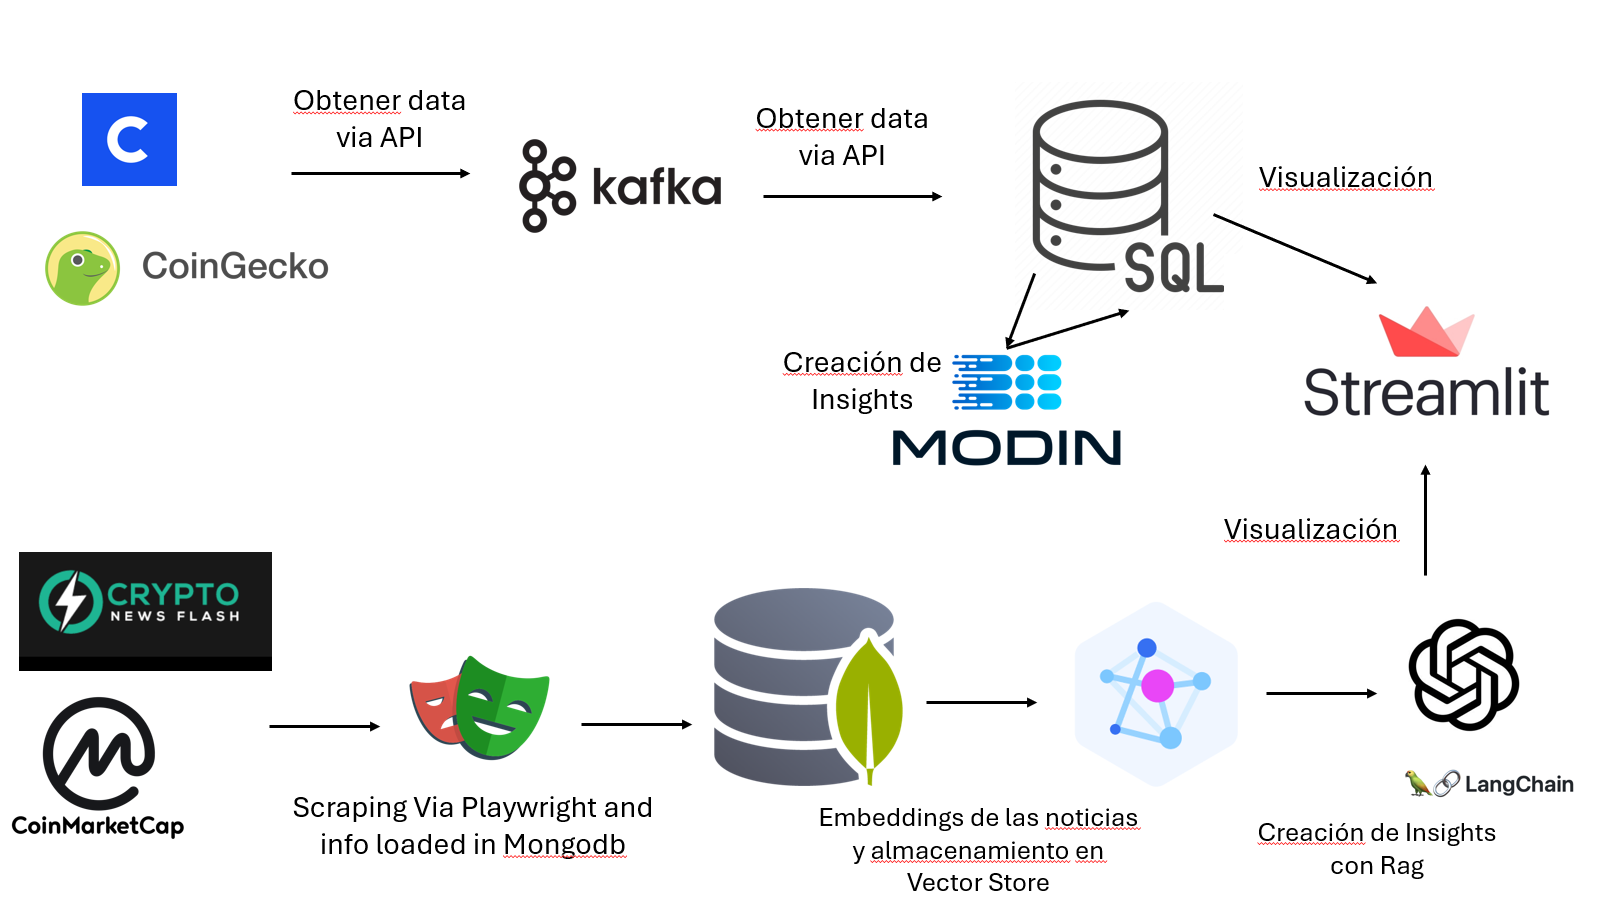 Obtener data
via API
C
CoinGecko
kafka
Obtener data
via API
SQL
Visualización
Creación de
Insights
MODIN
Streamlit
Visualización
CRYPTO
NEWS FLASH
CoinMarketCap
Scraping Via Playwright and
info loaded in Mongodb
Embeddings de las noticias
y almacenamiento en
Vector Store
LangChain
Creación de Insights
con Rag